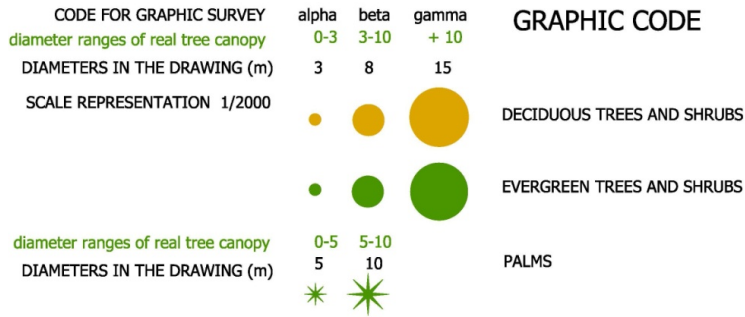 CODE FOR GRAPHIC SURVEY alpha beta gamma GRAPHIC CODE
diameter ranges of real tree canopy 0-3 3-10 + 10
DIAMETERS IN THE DRAWING (m) 3 8 15
SCALE REPRESENTATION 1/2000
DECIDUOUS TREES AND SHRUBS
EVERGREEN TREES AND SHRUBS
diameter ranges of real tree canopy 0-5 5-10
DIAMETERS IN THE DRAWING (m) 5 10 PALMS